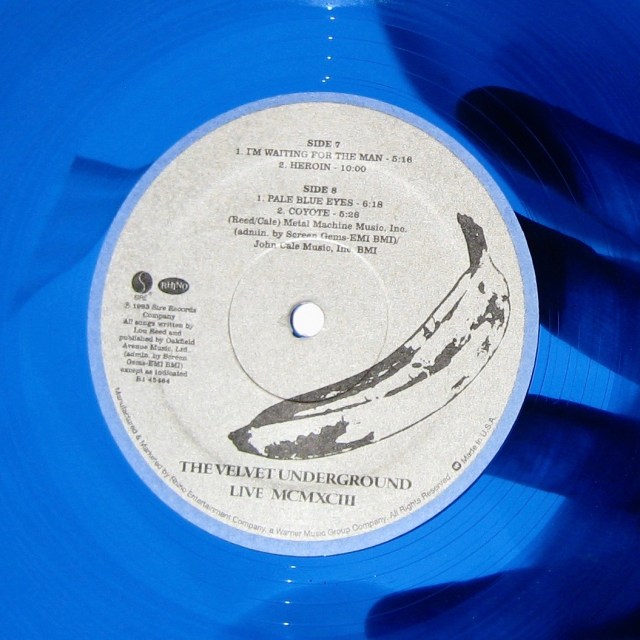 SIDE 7
1. I'M WAITING FOR THE MAN - 5:16
2. HEROIN - 10:00
SIDE 8
1. PALE BLUE EYES - 6:18
2. COYOTE - 5:26
(Reed/Cale) Metal Machine Music, Inc.
(admin. by Screen Gems-EMI BMI)/
John Cale Music, Inc. BMI
RHINO
℗ 1993 Sire Records
Company
All songs written by
Lou Reed and
published by Oakfield
Avenue Music, Ltd.
(admin. by Screen
Gems-EMI BMI)
except as indicated
R1 45464
THE VELVET UNDERGROUND
LIVE MCMXCIII
Manufactured & Marketed by Rhino Entertainment Company, a Warner Music Group Company. All Rights Reserved. Made in U.S.A.